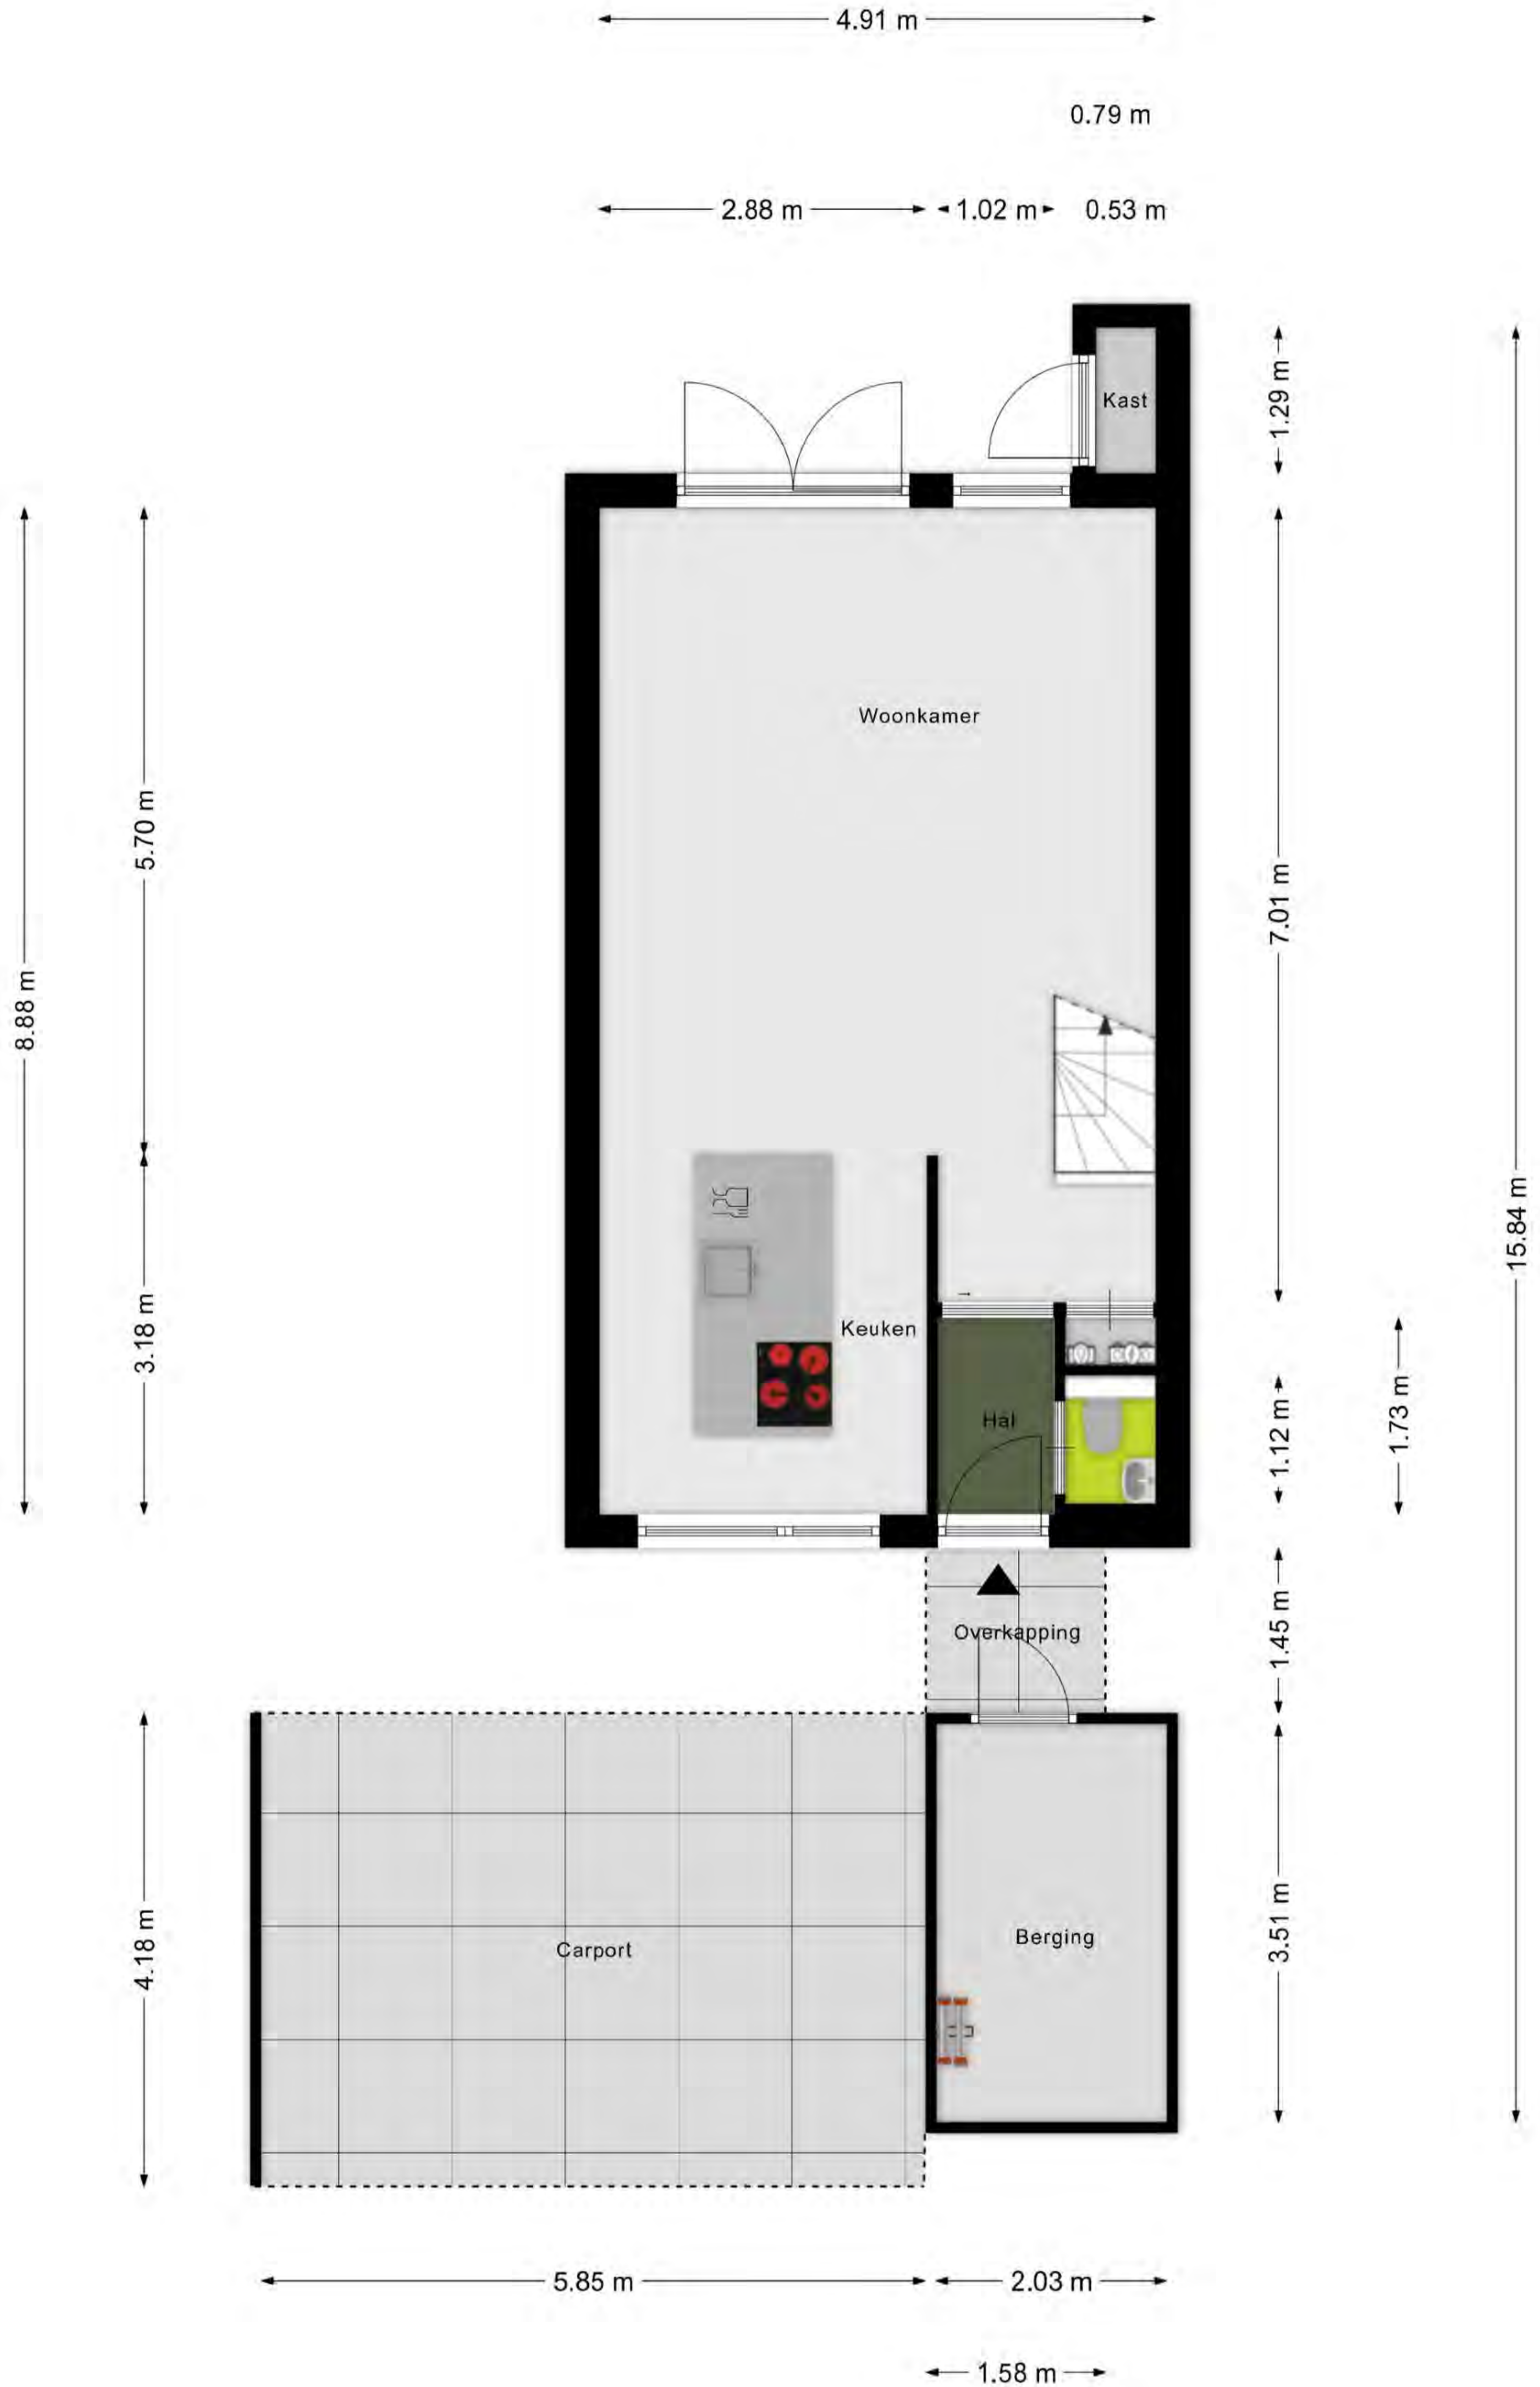 4.91 m
0.79 m
2.88 m
1.02 m
0.53 m
Kast
1.29 m
Woonkamer
5.70 m
7.01 m
8.88 m
15.84 m
Keuken
3.18 m
Hal
1.12 m
1.73 m
Overkapping
1.45 m
Carport
Berging
4.18 m
3.51 m
5.85 m
2.03 m
1.58 m